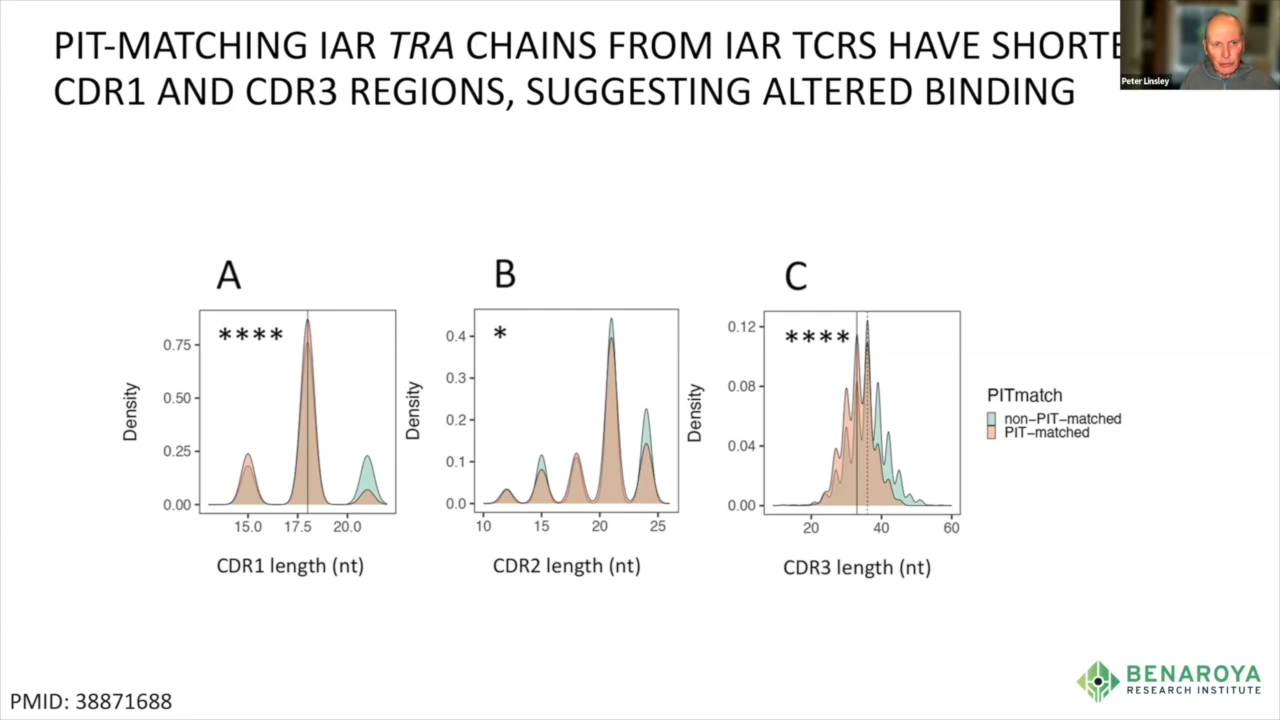 PIT-MATCHING IAR TRA CHAINS FROM IAR TCRS HAVE SHORTE
CDR1 AND CDR3 REGIONS, SUGGESTING ALTERED BINDING
Peter Linsley
A
B
C
****
*
****
Density
0.75
0.50
0.25
0.00
15.0 17.5 20.0
CDR1 length (nt)
Density
0.4
0.3
0.2
0.1
0.0
10 15 20 25
CDR2 length (nt)
Density
0.12
0.08
0.04
0.00
20 40 60
CDR3 length (nt)
PITmatch
non-PIT-matched
PIT-matched
BENAROYA
RESEARCH INSTITUTE
PMID: 38871688